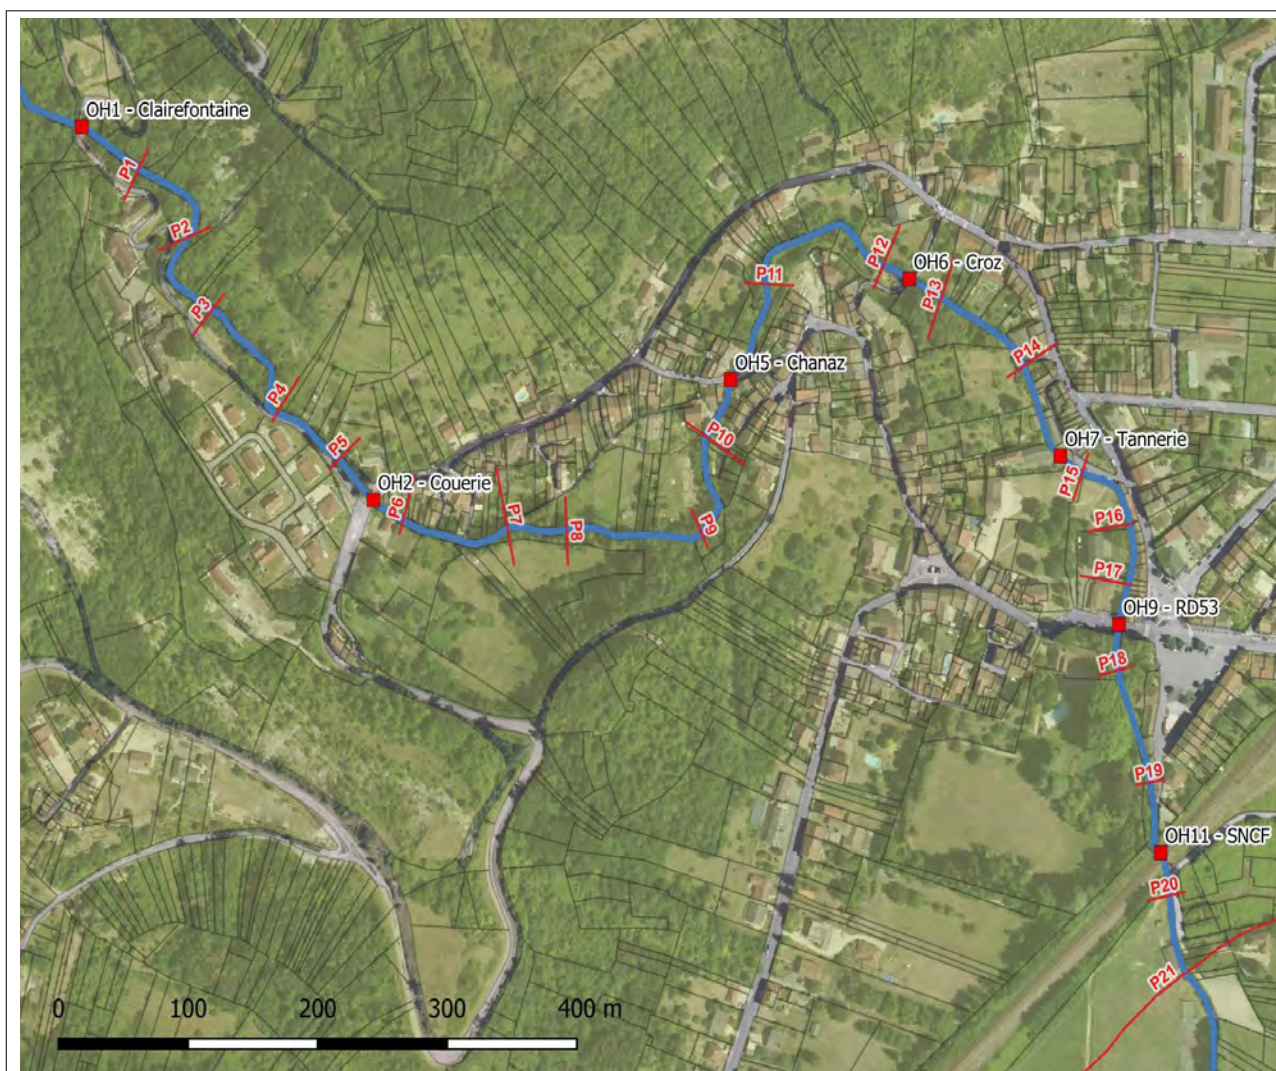 OH1 - Clairefontaine
P1
P2
P3
P4
P5
OH2 - Couerie
P6
P7
P8
P9
P10
OH5 - Chanaz
P11
P12
OH6 - Croz
P13
P14
OH7 - Tannerie
P15
P16
P17
OH9 - RD53
P18
P19
OH11 - SNCF
P20
P21
0 100 200 300 400 m